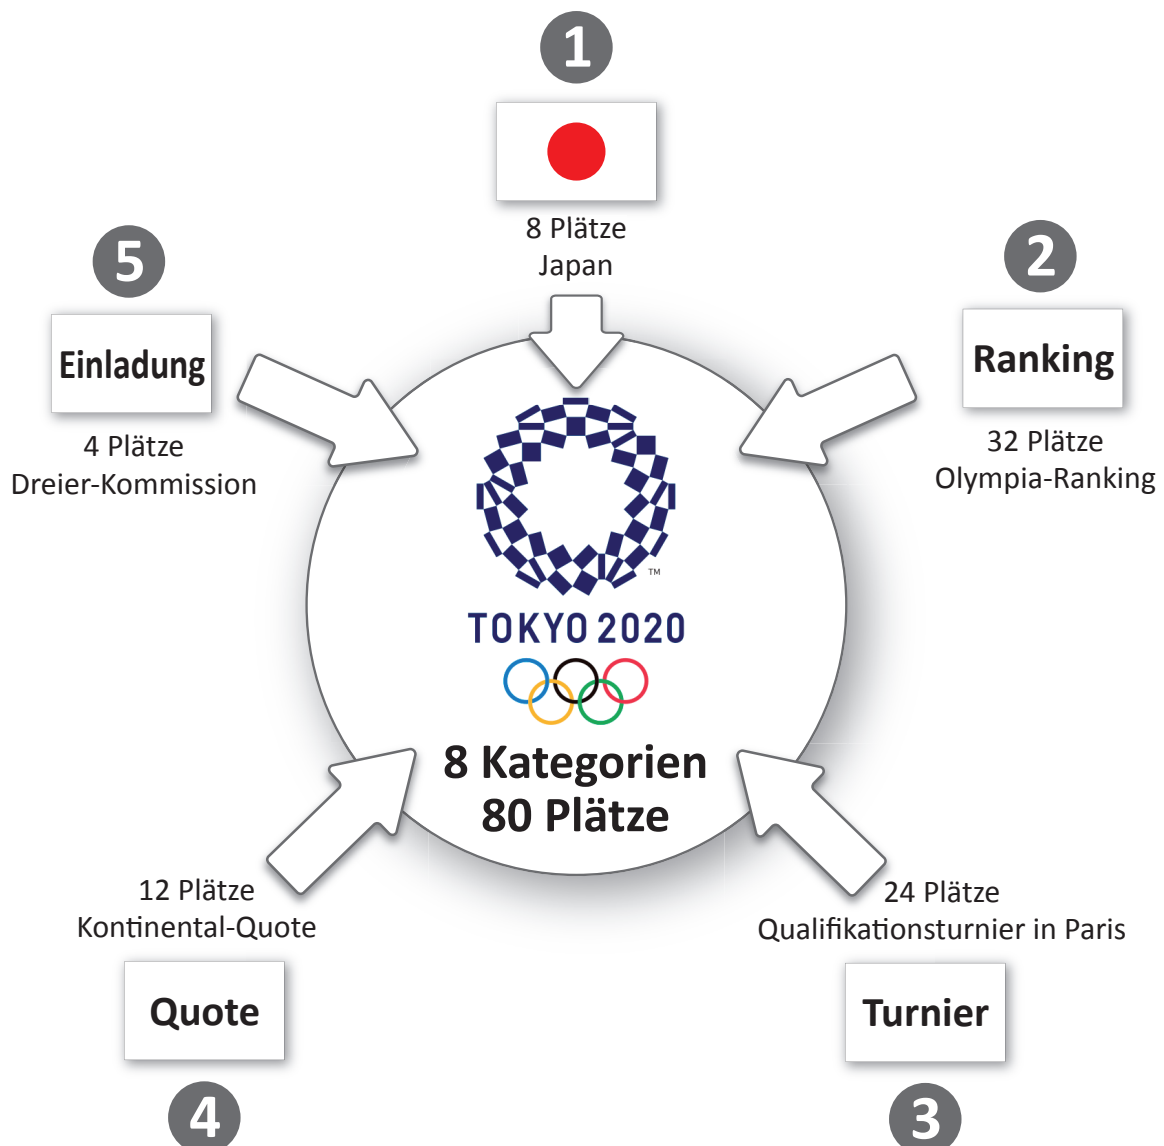 1
8 Plätze
Japan
2
Ranking
32 Plätze
Olympia-Ranking
3
Turnier
24 Plätze
Qualifikationsturnier in Paris
4
Quote
12 Plätze
Kontinental-Quote
5
Einladung
4 Plätze
Dreier-Kommission
TM
TOKYO 2020
8 Kategorien
80 Plätze